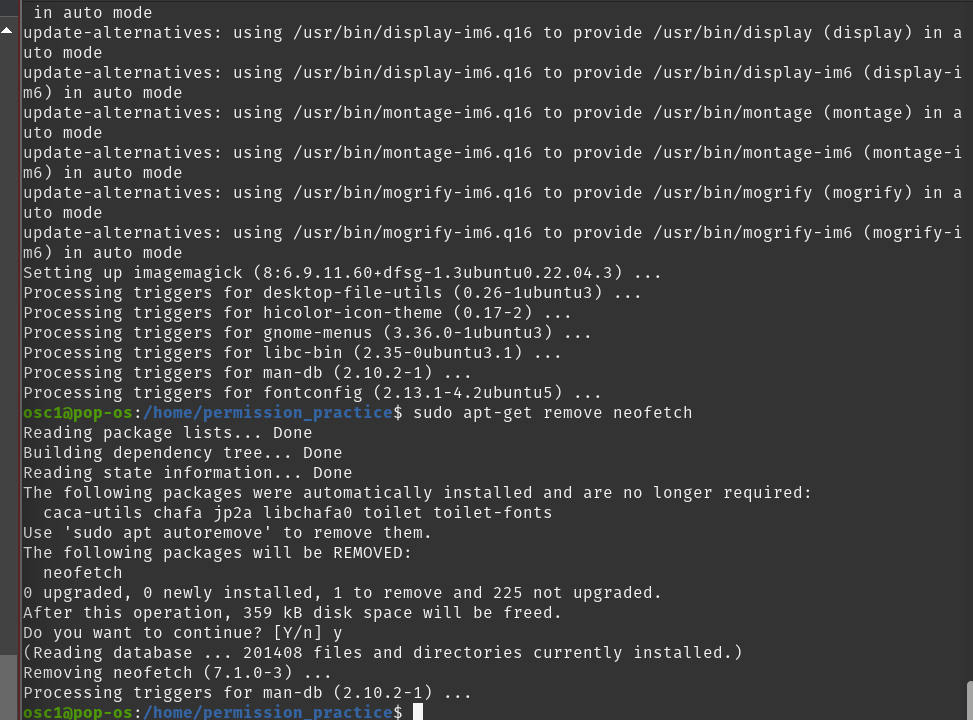 in auto mode
update-alternatives: using /usr/bin/display-im6.q16 to provide /usr/bin/display (display) in a
uto mode
update-alternatives: using /usr/bin/display-im6.q16 to provide /usr/bin/display-im6 (display-i
m6) in auto mode
update-alternatives: using /usr/bin/montage-im6.q16 to provide /usr/bin/montage (montage) in a
uto mode
update-alternatives: using /usr/bin/montage-im6.q16 to provide /usr/bin/montage-im6 (montage-i
m6) in auto mode
update-alternatives: using /usr/bin/mogrify-im6.q16 to provide /usr/bin/mogrify (mogrify) in a
uto mode
update-alternatives: using /usr/bin/mogrify-im6.q16 to provide /usr/bin/mogrify-im6 (mogrify-i
m6) in auto mode
Setting up imagemagick (8:6.9.11.60+dfsg-1.3ubuntu0.22.04.3) ...
Processing triggers for desktop-file-utils (0.26-1ubuntu3) ...
Processing triggers for hicolor-icon-theme (0.17-2) ...
Processing triggers for gnome-menus (3.36.0-1ubuntu3) ...
Processing triggers for libc-bin (2.35-0ubuntu3.1) ...
Processing triggers for man-db (2.10.2-1) ...
Processing triggers for fontconfig (2.13.1-4.2ubuntu5) ...
osc1@pop-os:/home/permission_practice$ sudo apt-get remove neofetch
Reading package lists... Done
Building dependency tree... Done
Reading state information... Done
The following packages were automatically installed and are no longer required:
  caca-utils chafa jp2a libchafa0 toilet toilet-fonts
Use 'sudo apt autoremove' to remove them.
The following packages will be REMOVED:
  neofetch
0 upgraded, 0 newly installed, 1 to remove and 225 not upgraded.
After this operation, 359 kB disk space will be freed.
Do you want to continue? [Y/n] y
(Reading database ... 201408 files and directories currently installed.)
Removing neofetch (7.1.0-3) ...
Processing triggers for man-db (2.10.2-1) ...
osc1@pop-os:/home/permission_practice$